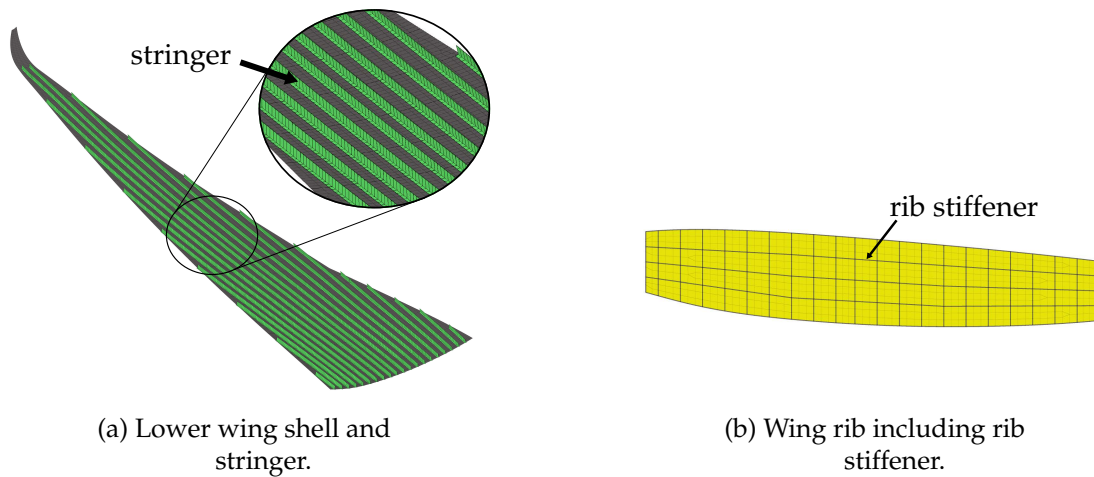 stringer
rib stiffener
(a) Lower wing shell and
stringer.
(b) Wing rib including rib
stiffener.